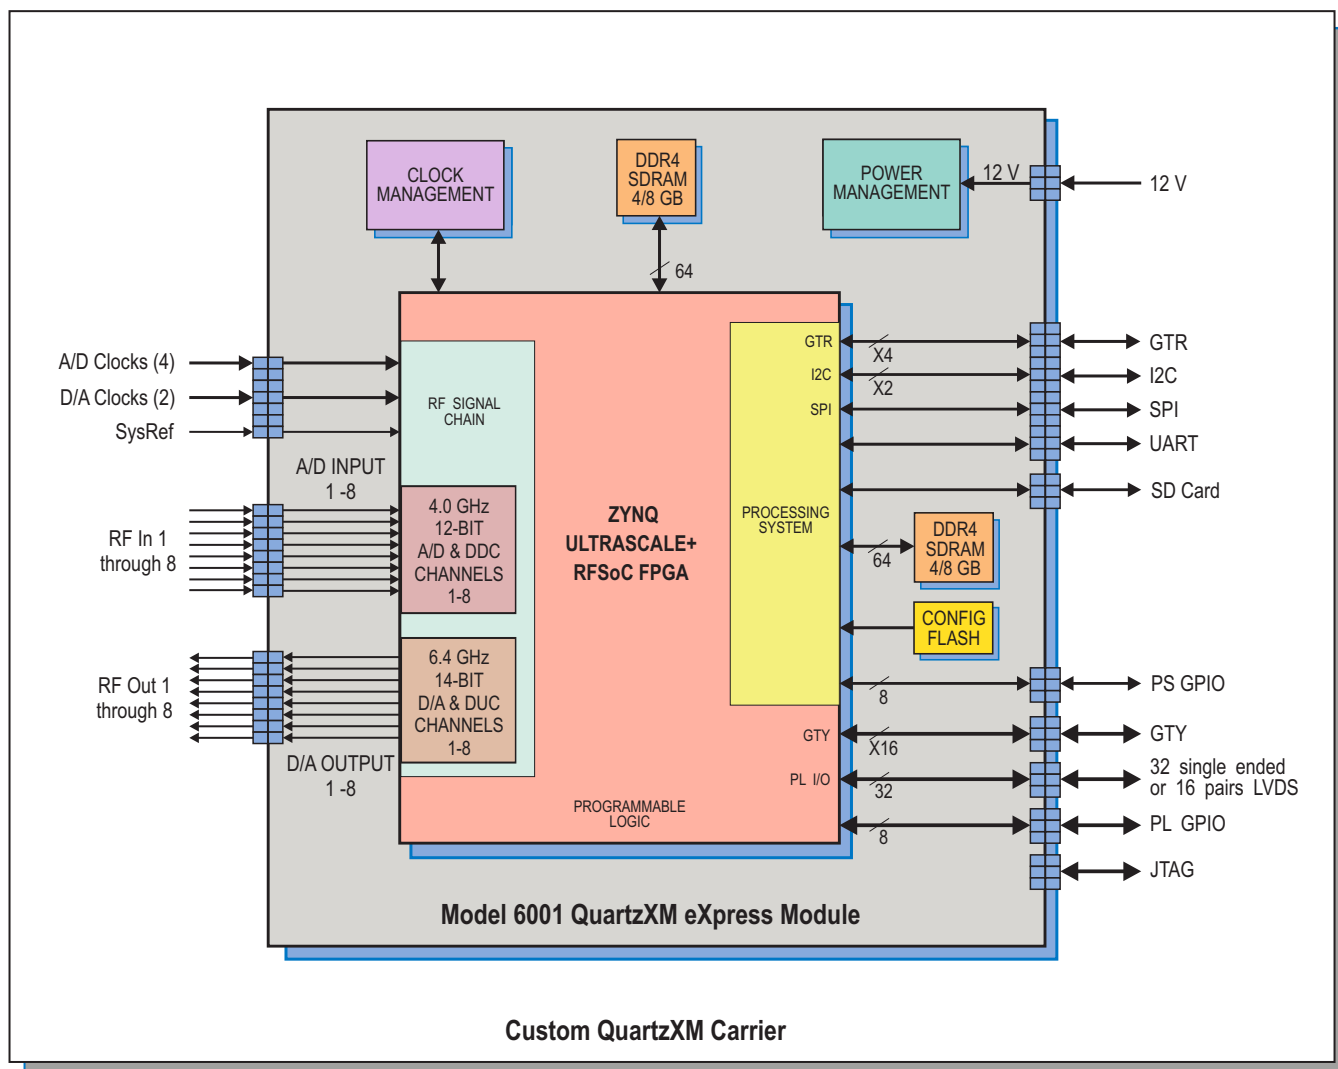 CLOCK
MANAGEMENT
DDR4
SDRAM
4/8 GB
POWER
MANAGEMENT
12 V
12 V
64
A/D Clocks (4)
D/A Clocks (2)
SysRef
A/D INPUT
1 -8
RF In 1
through 8
RF Out 1
through 8
D/A OUTPUT
1 -8
RF SIGNAL
CHAIN
4.0 GHz
12-BIT
A/D & DDC
CHANNELS
1-8
6.4 GHz
14-BIT
D/A & DUC
CHANNELS
1-8
ZYNQ
ULTRASCALE+
RFSoC FPGA
PROGRAMMABLE
LOGIC
PROCESSING
SYSTEM
GTR
X4
GTR
I2C
X2
I2C
SPI
SPI
UART
SD Card
64
DDR4
SDRAM
4/8 GB
CONFIG
FLASH
8
PS GPIO
GTY
X16
GTY
PL I/O
32
32 single ended
or 16 pairs LVDS
8
PL GPIO
JTAG
Model 6001 QuartzXM eXpress Module
Custom QuartzXM Carrier